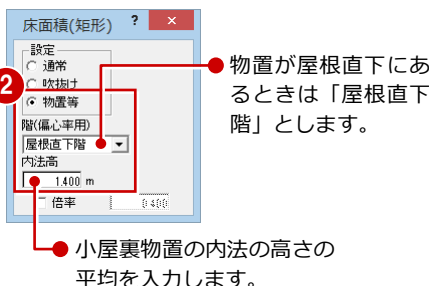 床面積(矩形) ? ×
設定
通常
吹抜け
物置等
2
階(偏心率用)
屋根直下階
内法高
1.400 m
倍率 0.400
物置が屋根直下にあ
るときは「屋根直下
階」とします。
小屋裏物置の内法の高さの
平均を入力します。